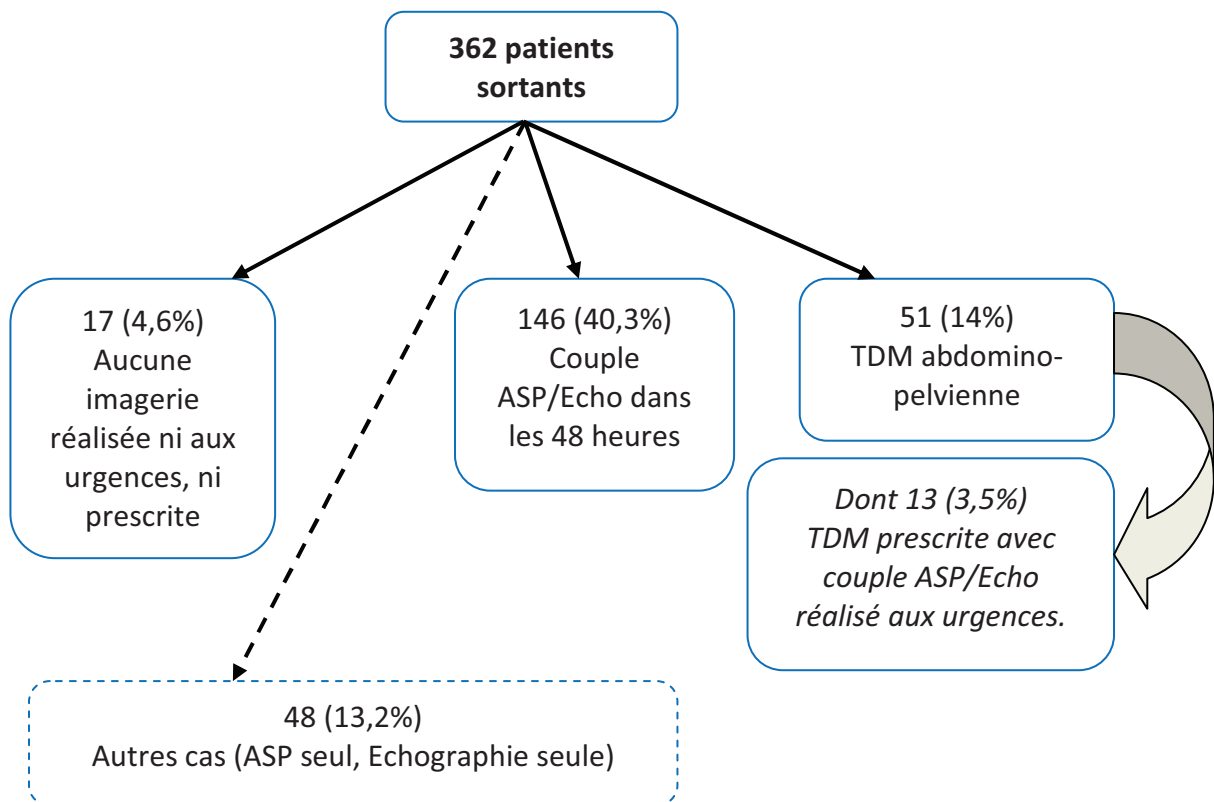 362 patients
sortants
17 (4,6%)
Aucune
imagerie
réalisée ni aux
urgences, ni
prescrite
146 (40,3%)
Couple
ASP/Echo dans
les 48 heures
51 (14%)
TDM abdomino-
pelvienne
Dont 13 (3,5%)
TDM prescrite avec
couple ASP/Echo
réalisé aux urgences.
48 (13,2%)
Autres cas (ASP seul, Echographie seule)